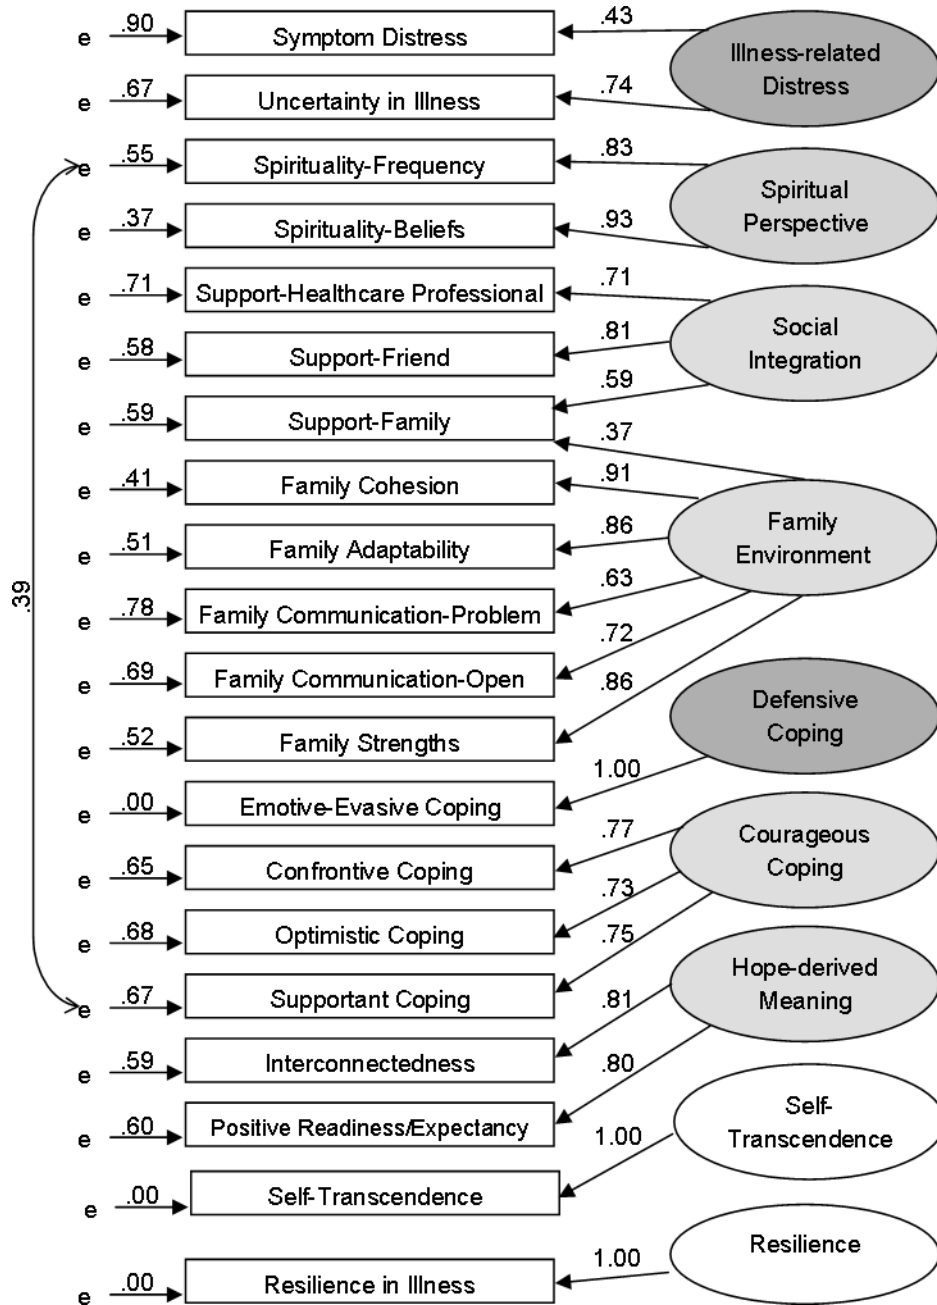 e .90 Symptom Distress .43 Illness-related
Distress
e .67 Uncertainty in Illness .74
e .55 Spirituality-Frequency .83 Spiritual
Perspective
e .37 Spirituality-Beliefs .93
e .71 Support-Healthcare Professional .71 Social
Integration
e .58 Support-Friend .81
e .59 Support-Family .59
.37
e .41 Family Cohesion .91 Family
Environment
e .51 Family Adaptability .86
.39
e .78 Family Communication-Problem .63
e .69 Family Communication-Open .72
e .52 Family Strengths .86 Defensive
Coping
e .00 Emotive-Evasive Coping 1.00
e .65 Confrontive Coping .77 Courageous
Coping
e .68 Optimistic Coping .73
e .67 Supportant Coping .75 Hope-derived
Meaning
e .59 Interconnectedness .81
e .60 Positive Readiness/Expectancy .80 Self-
Transcendence
e .00 Self-Transcendence 1.00
e .00 Resilience in Illness 1.00 Resilience